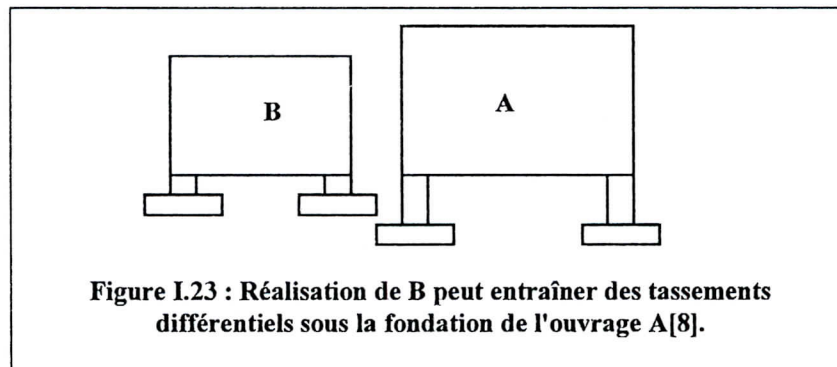 B
A
Figure I.23 : Réalisation de B peut entraîner des tassements
différentiels sous la fondation de l'ouvrage A[8].